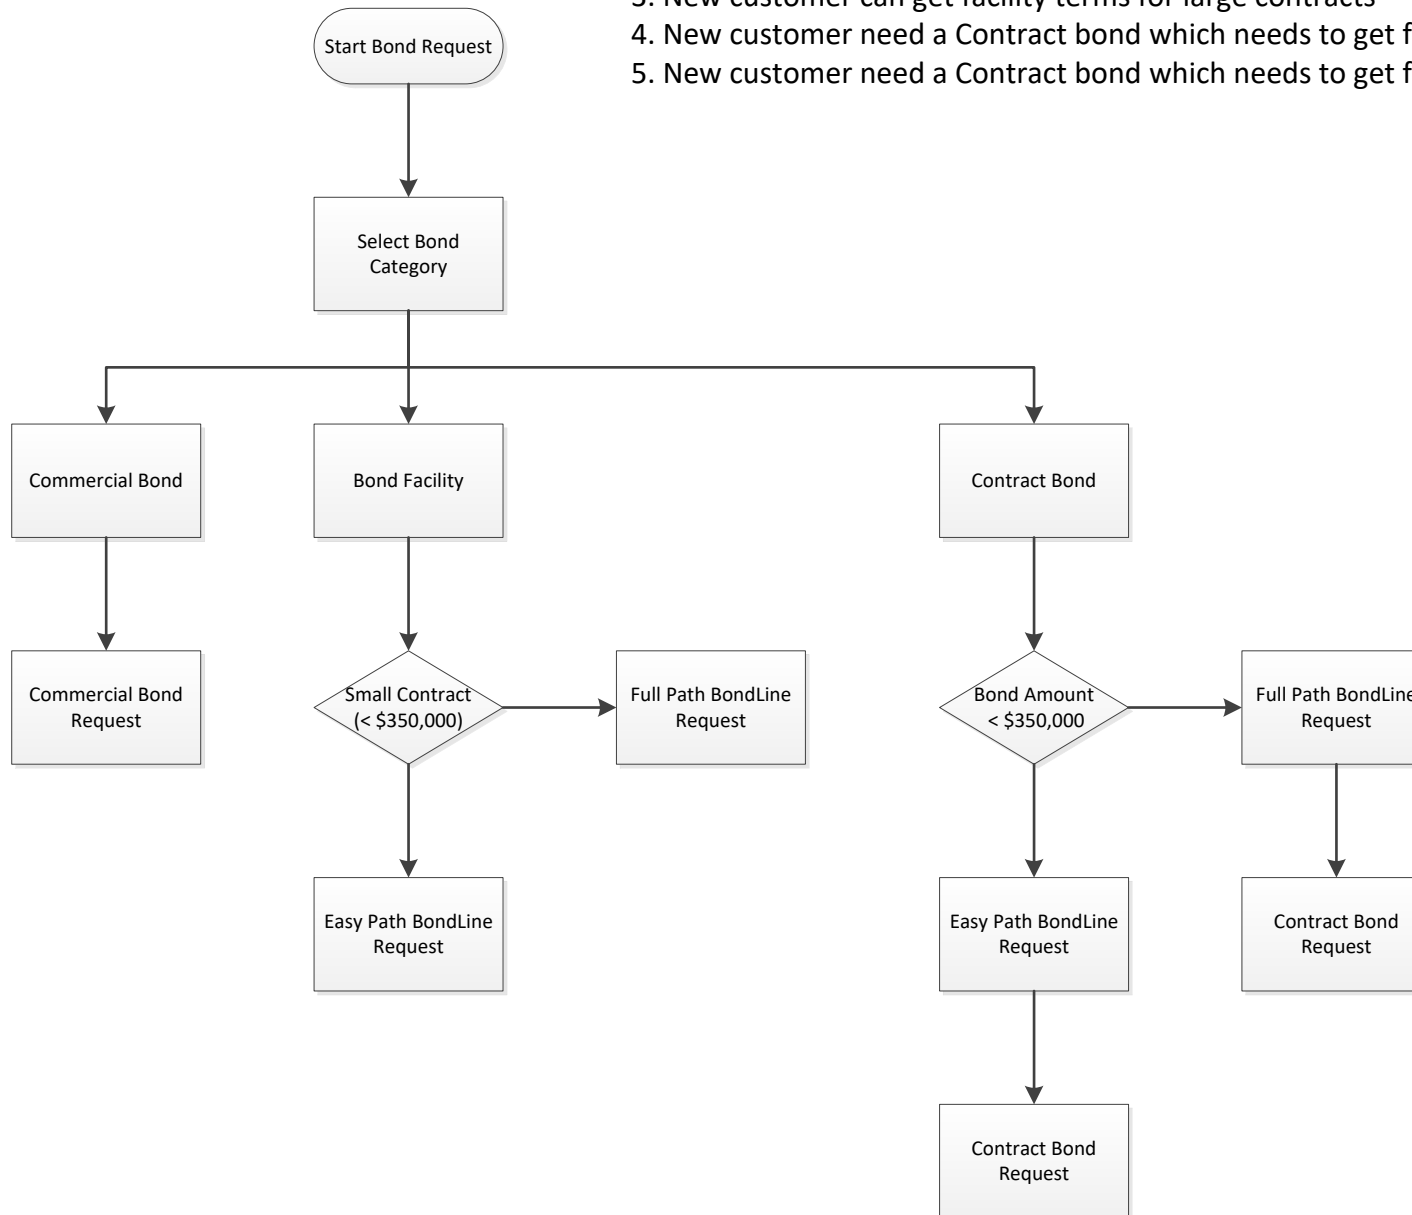 3. New customer can get facility terms for large contracts
4. New customer need a Contract bond which needs to get f
5. New customer need a Contract bond which needs to get f
Start Bond Request
Select Bond
Category
Commercial Bond
Bond Facility
Contract Bond
Commercial Bond
Request
Small Contract
(< $350,000)
Full Path BondLine
Request
Bond Amount
< $350,000
Full Path BondLine
Request
Easy Path BondLine
Request
Easy Path BondLine
Request
Contract Bond
Request
Contract Bond
Request